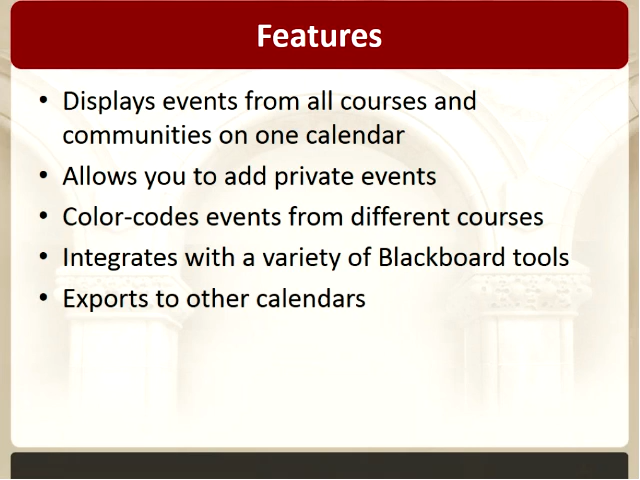 Features
• Displays events from all courses and
communities on one calendar
• Allows you to add private events
• Color-codes events from different courses
• Integrates with a variety of Blackboard tools
• Exports to other calendars